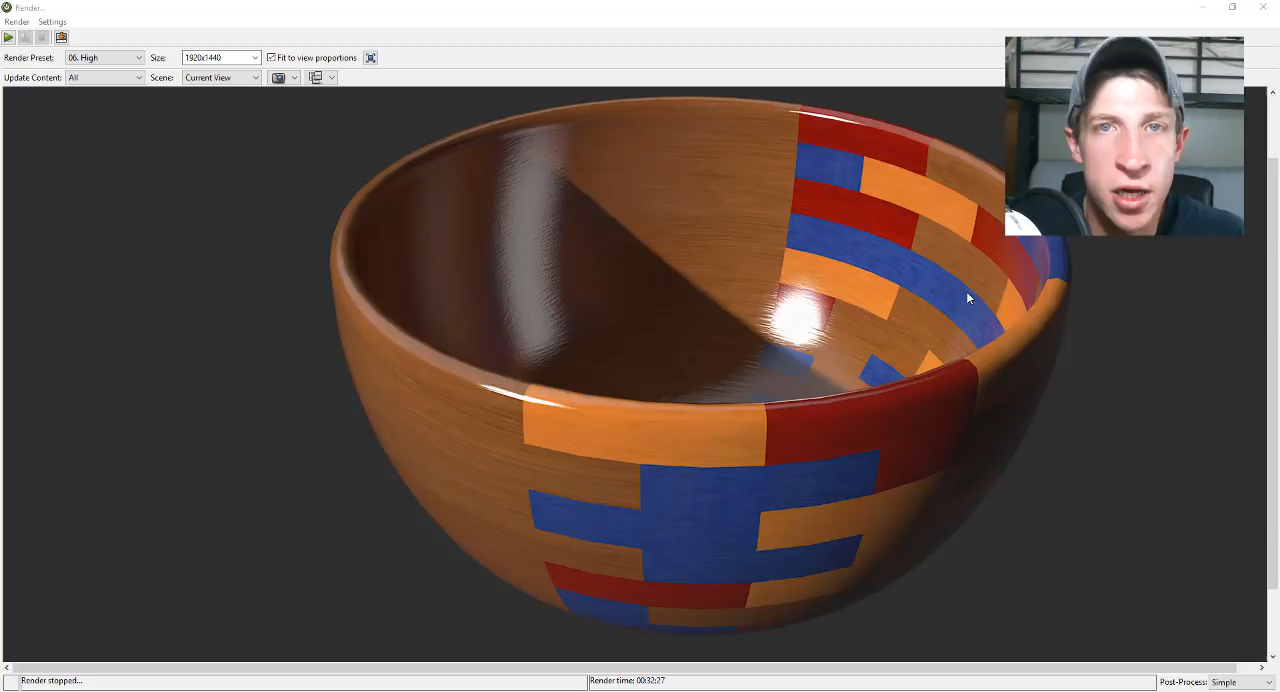 Render...
Render Settings
Render Preset: 06. High Size: 1920x1440 Fit to view proportions
Update Content: All Scene: Current View
Render stopped... Render time: 00:32:27 Post-Process: Simple